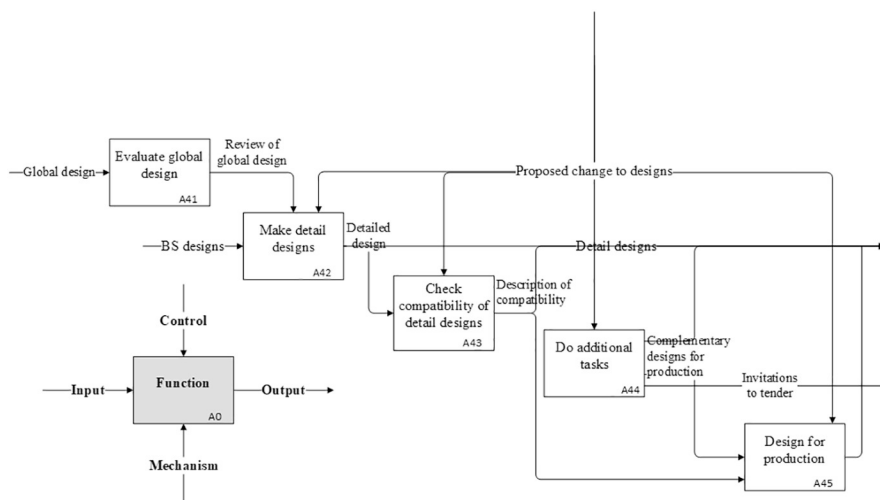 Global design
Evaluate global
design
A41
Review of
global design
Proposed change to designs
BS designs
Make detail
designs
A42
Detailed
design
Detail designs
Check
compatibility of
detail designs
A43
Description of
compatibility
Do additional
tasks
A44
Complementary
designs for
production
Invitations
to tender
Design for
production
A45
Control
Input
Function
A0
Output
Mechanism